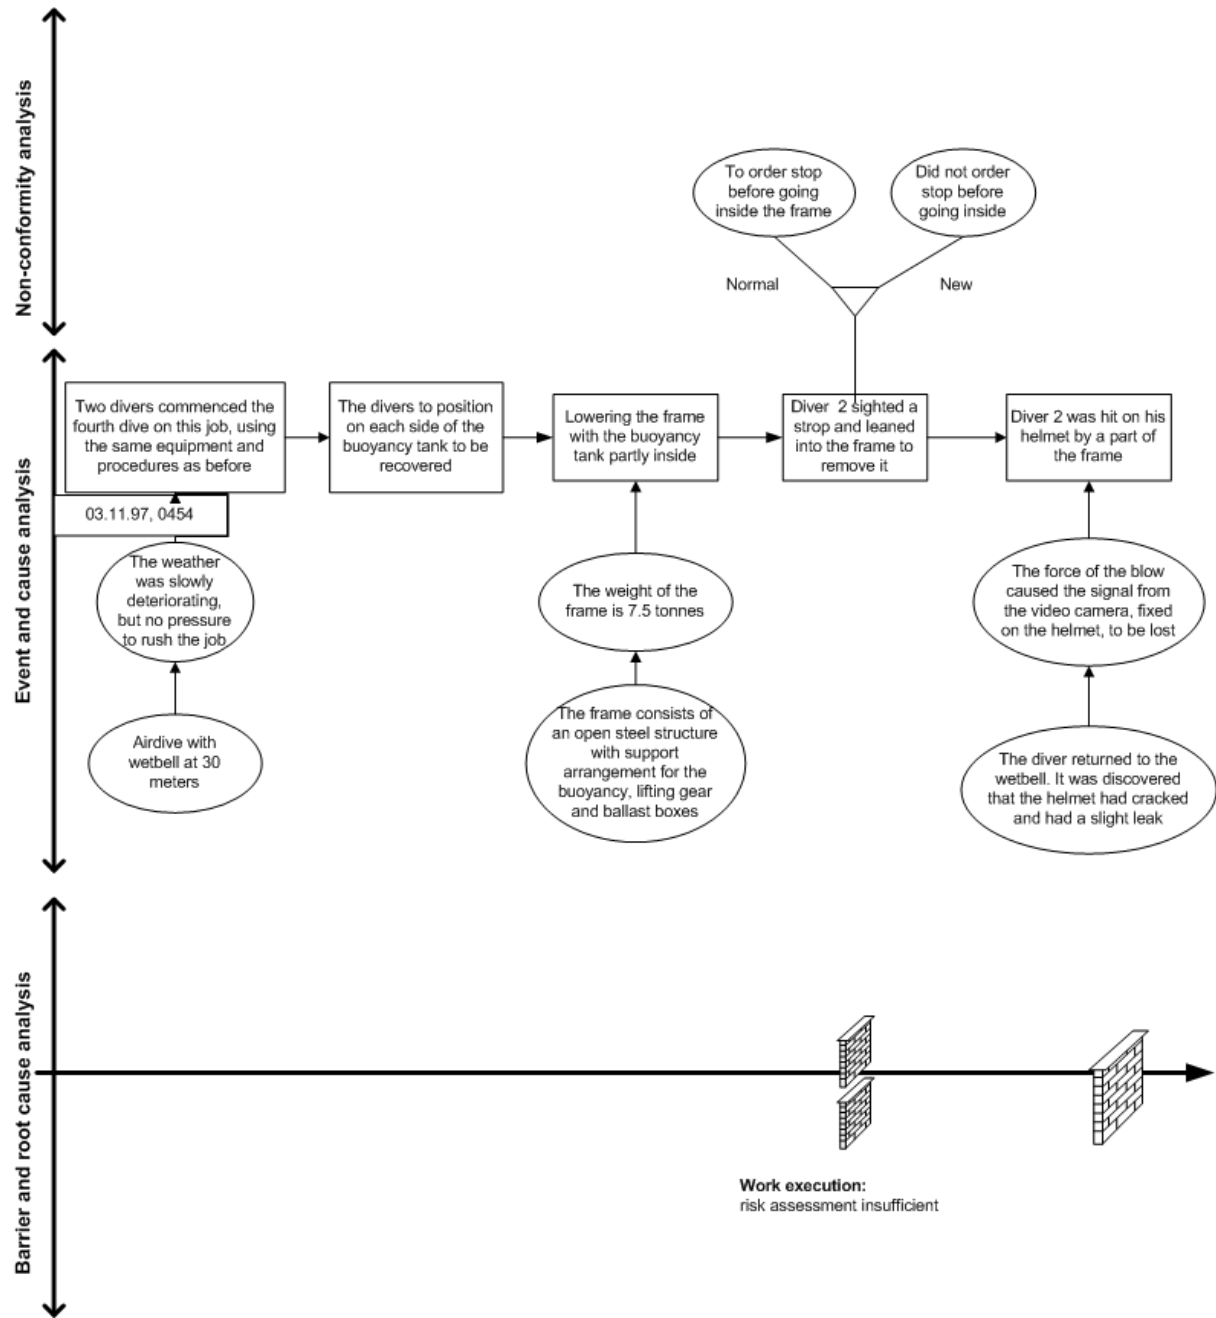 Non-conformity analysis
To order stop
before going
inside the frame
Did not order
stop before
going inside
Normal
New
Event and cause analysis
Two divers commenced the
fourth dive on this job, using
the same equipment and
procedures as before
The divers to position
on each side of the
buoyancy tank to be
recovered
Lowering the frame
with the buoyancy
tank partly inside
Diver 2 sighted a
strop and leaned
into the frame to
remove it
Diver 2 was hit on his
helmet by a part of
the frame
03.11.97, 0454
The weather
was slowly
deteriorating,
but no pressure
to rush the job
The weight of the
frame is 7.5 tonnes
The force of the blow
caused the signal from
the video camera, fixed
on the helmet, to be lost
Airdive with
wetbell at 30
meters
The frame consists of
an open steel structure
with support
arrangement for the
buoyancy, lifting gear
and ballast boxes
The diver returned to the
wetbell. It was discovered
that the helmet had cracked
and had a slight leak
Barrier and root cause analysis
Work execution:
risk assessment insufficient